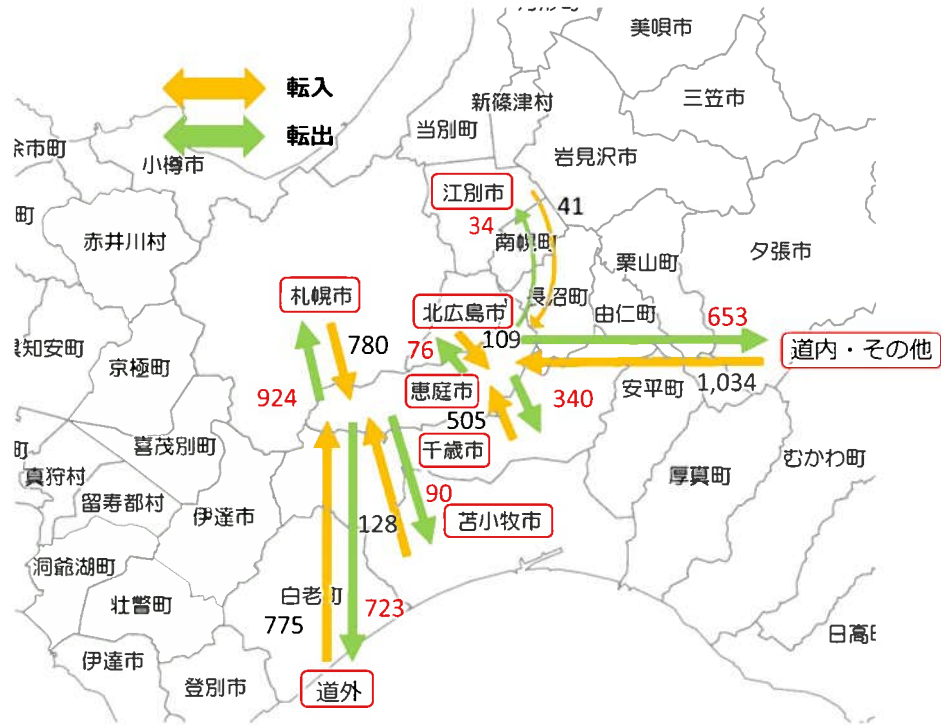 美唄市
転入
三笠市
新篠津村
当別町
転出
岩見沢市
余市町
小樽市
江別市
41
34
町
赤井川村
南幌町
夕張市
栗山町
札幌市
長沼町
北広島市
由仁町
653
780
109
76
道内・その他
京極町
恵庭市
安平町
1,034
924
340
505
喜茂別町
千歳市
町
むかわ町
真狩村
厚真町
留寿都村
90
伊達市
128
苫小牧市
洞爺湖町
白老町
壮瞥町
723
775
伊達市
登別市
道外